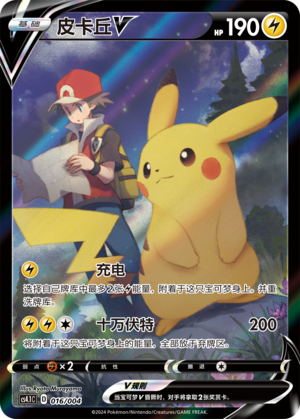 基础 皮卡丘V HP 190
充电
选择自己牌库中最多2张能量，附着于这只宝可梦身上。并重洗牌库。
十万伏特 200
将附着于这只宝可梦身上的能量，全部放于弃牌区。
Illus. Kyoko Murayama
弱点 ×2 抗性
撤退
016/004
V规则
当宝可梦V昏厥时，对手将拿取2张奖赏卡。
©2024 Pokémon/Nintendo/Creatures/GAME FREAK.